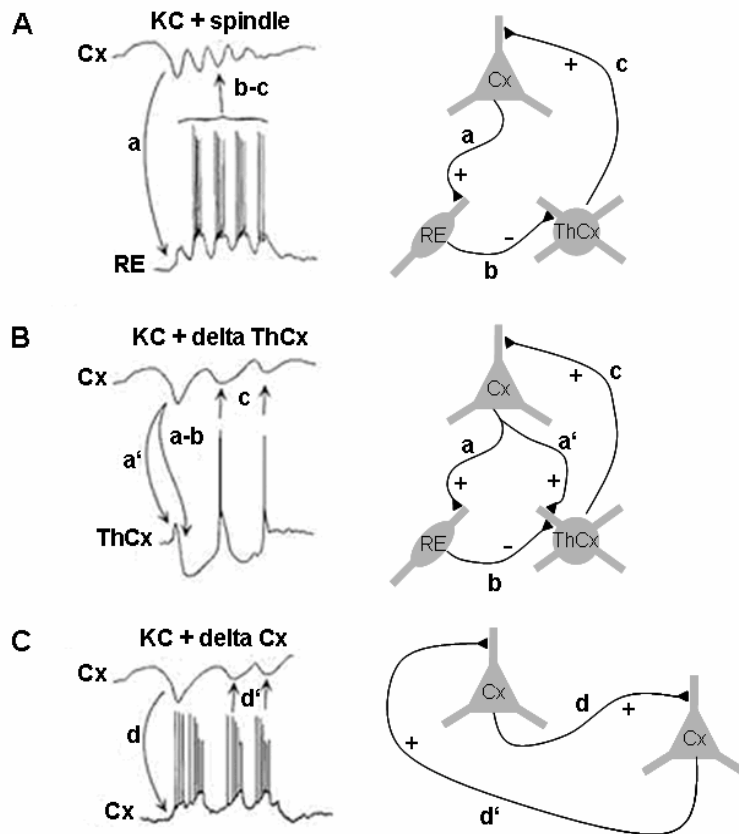 A
KC + spindle
Cx
b-c
a
RE
Cx
+
c
a
+
RE
-
b
ThCx
B
KC + delta ThCx
Cx
c
a-b
a‘
ThCx
Cx
+
c
a
a‘
+
+
RE
-
b
ThCx
C
KC + delta Cx
Cx
d‘
d
Cx
Cx
d
+
Cx
+
d‘